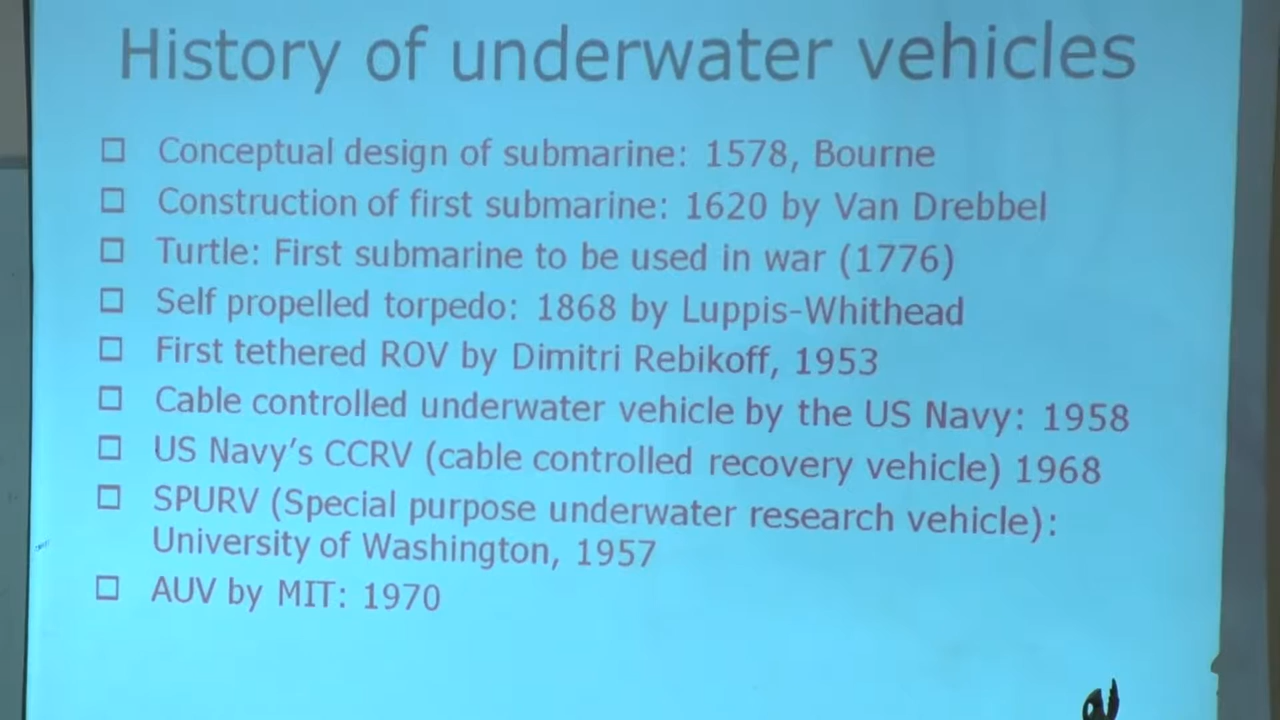 History of underwater vehicles
Conceptual design of submarine: 1578, Bourne
Construction of first submarine: 1620 by Van Drebbel
Turtle: First submarine to be used in war (1776)
Self propelled torpedo: 1868 by Luppis-Whithead
First tethered ROV by Dimitri Rebikoff, 1953
Cable controlled underwater vehicle by the US Navy: 1958
US Navy's CCRV (cable controlled recovery vehicle) 1968
SPURV (Special purpose underwater research vehicle):
University of Washington, 1957
AUV by MIT: 1970